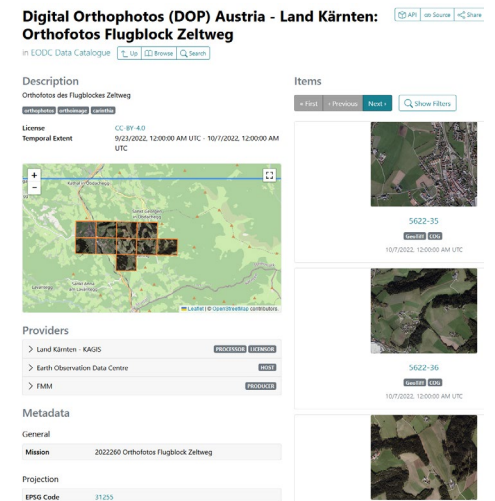 Digital Orthophotos (DOP) Austria - Land Kärnten:
Orthofotos Flugblock Zeltweg
API
Source
Share
in EODC Data Catalogue
Up
Browse
Search
Description
Orthofotos des Flugblockes Zeltweg
orthophotos orthoimage carinthia
License CC-BY-4.0
Temporal Extent 9/23/2022, 12:00:00 AM UTC - 10/7/2022, 12:00:00 AM
UTC
+
-
Leaflet | © OpenStreetMap contributors.
Providers
> Land Kärnten - KAGIS PROCESSOR LICENSOR
> Earth Observation Data Centre HOST
> FMM PRODUCER
Metadata
General
Mission 2022260 Orthofotos Flugblock Zeltweg
Projection
EPSG Code 31255
Items
« First ‹ Previous Next › Show Filters
5622-35
GeoTiff COG
10/7/2022, 12:00:00 AM UTC
5622-36
GeoTiff COG
10/7/2022, 12:00:00 AM UTC